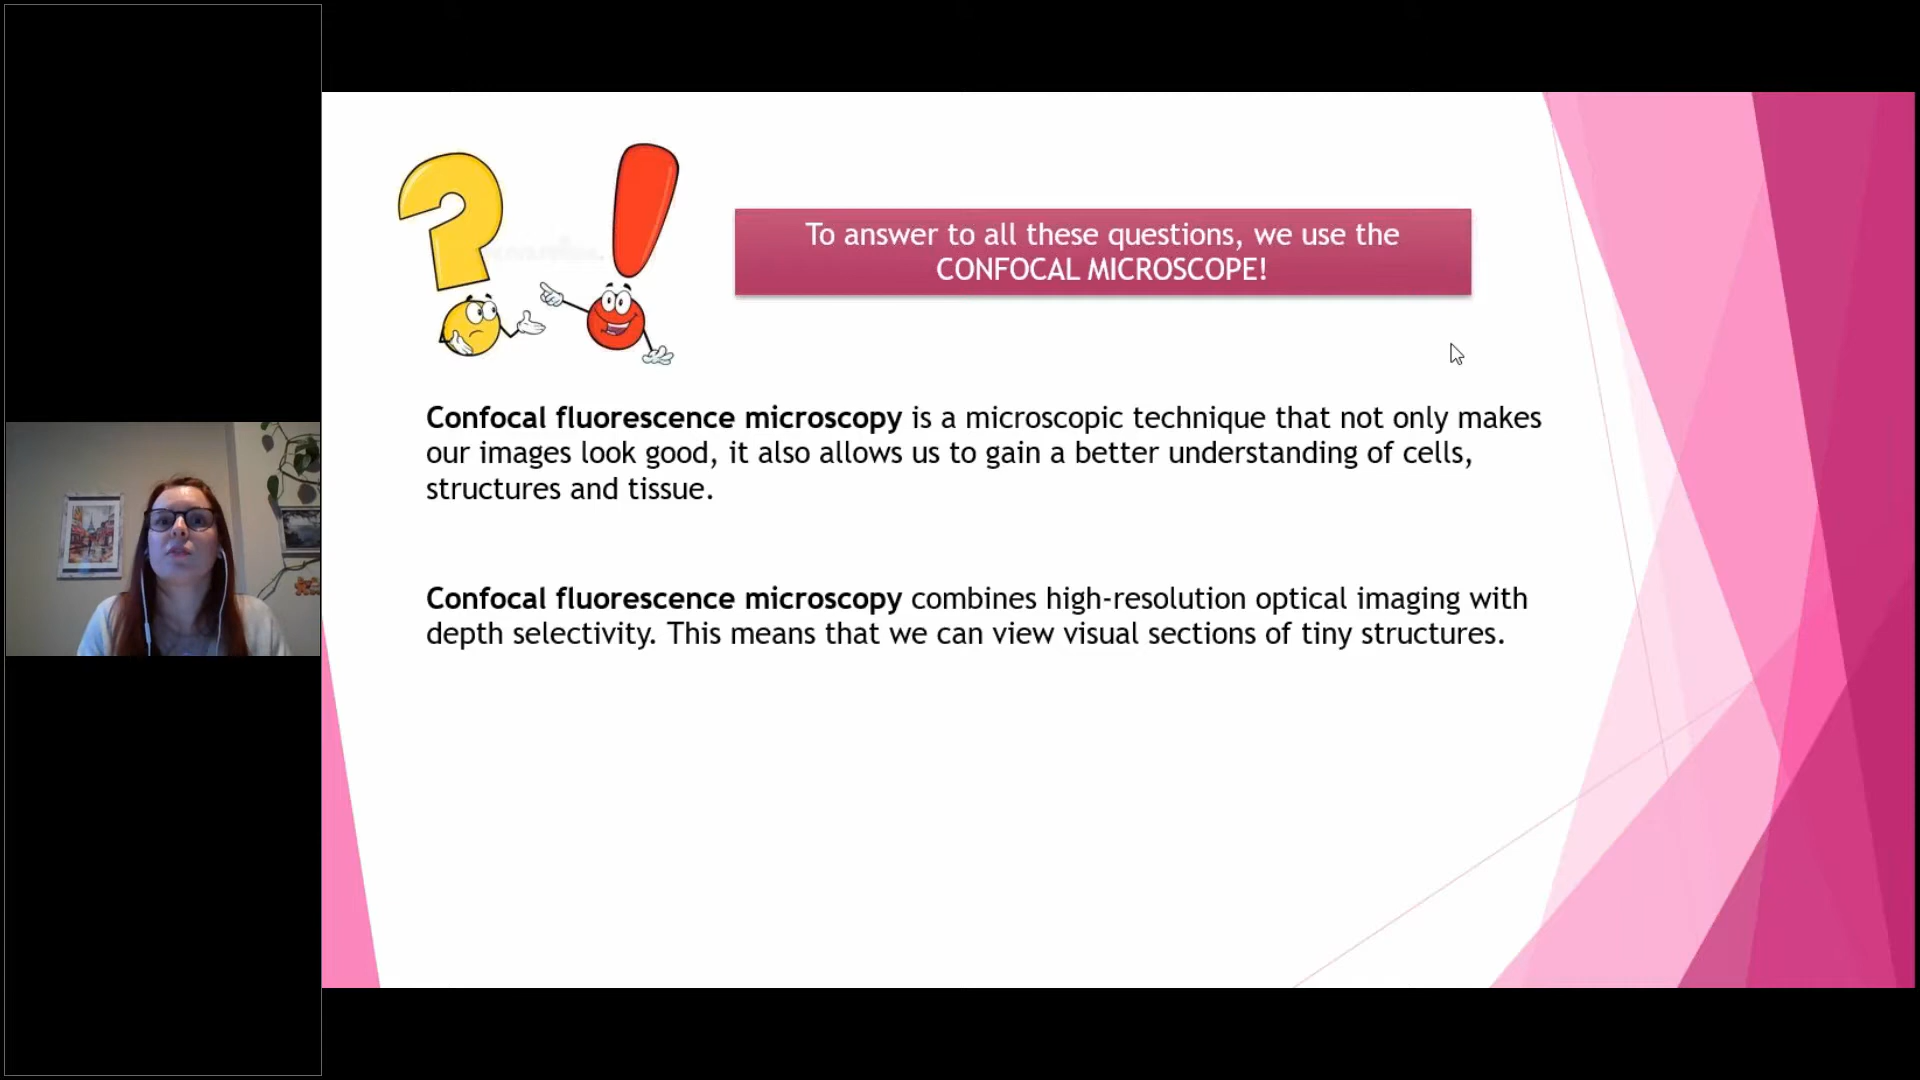 To answer to all these questions, we use the
CONFOCAL MICROSCOPE!
Confocal fluorescence microscopy is a microscopic technique that not only makes
our images look good, it also allows us to gain a better understanding of cells,
structures and tissue.
Confocal fluorescence microscopy combines high-resolution optical imaging with
depth selectivity. This means that we can view visual sections of tiny structures.